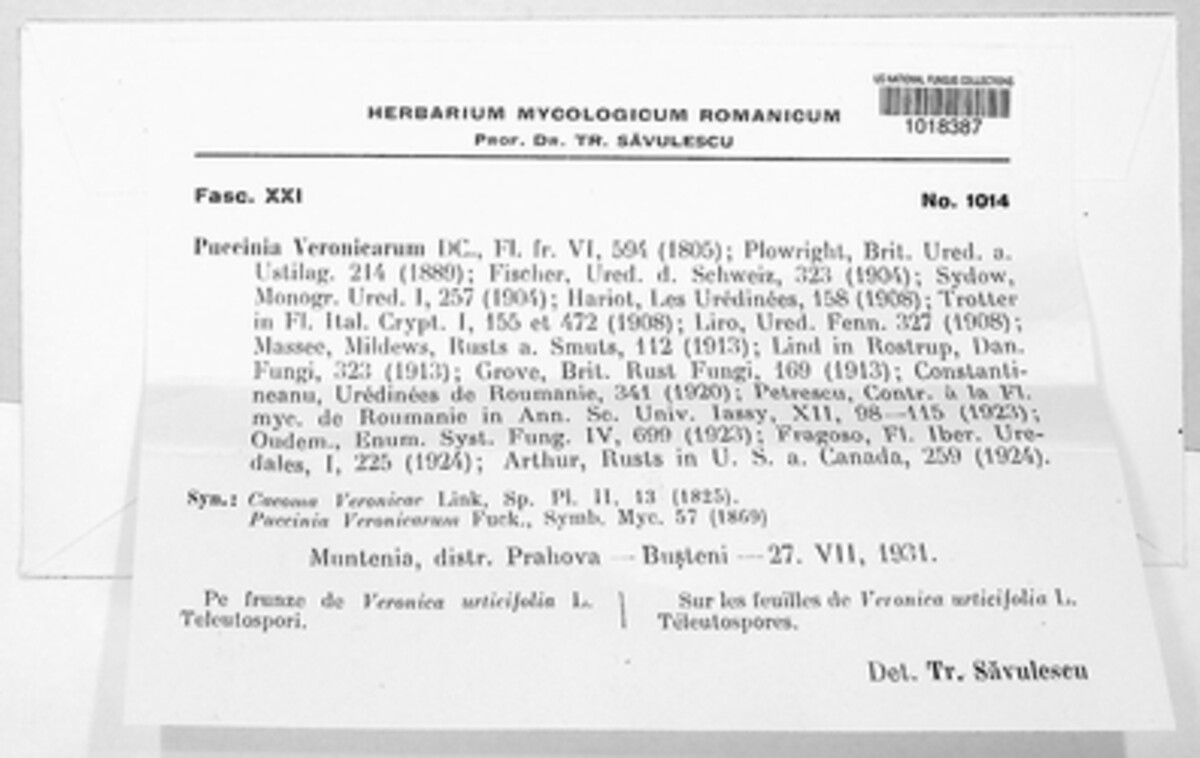 US NATIONAL FUNGUS COLLECTIONS
1018387
HERBARIUM MYCOLOGICUM ROMANICUM
PROF. DR. TR. SĂVULESCU
Fasc. XXI
No. 1014
Puccinia Veronicarum DC., Fl. fr. VI, 594 (1805); Plowright, Brit. Ured. a.
Ustilag. 214 (1889); Fischer, Ured. d. Schweiz, 323 (1904); Sydow,
Monogr. Ured. I, 257 (1904); Hariot, Les Urédinées, 158 (1908); Trotter
in Fl. Ital. Crypt. I, 155 et 472 (1908); Liro, Ured. Fenn. 327 (1908);
Massee, Mildews, Rusts a. Smuts, 112 (1913); Lind in Rostrup, Dan.
Fungi, 323 (1913); Grove, Brit. Rust Fungi, 169 (1913); Constanti-
neanu, Urédinées de Roumanie, 341 (1920); Petrescu, Contr. à la Fl.
myc. de Roumanie in Ann. Sc. Univ. Iassy, XII, 98—115 (1923);
Oudem., Enum. Syst. Fung. IV, 699 (1923); Fragoso, Fl. Iber. Ure-
dales, I, 225 (1924); Arthur, Rusts in U. S. a. Canada, 259 (1924).
Syn.: Caeoma Veronicae Link, Sp. Pl. II, 13 (1825).
Puccinia Veronicarum Fuck., Symb. Myc. 57 (1869)
Muntenia, distr. Prahova — Bușteni — 27. VII, 1931.
Pe frunze de Veronica urticifolia L.
Teleutospori.
Sur les feuilles de Veronica urticifolia L.
Téleutospores.
Det. Tr. Săvulescu